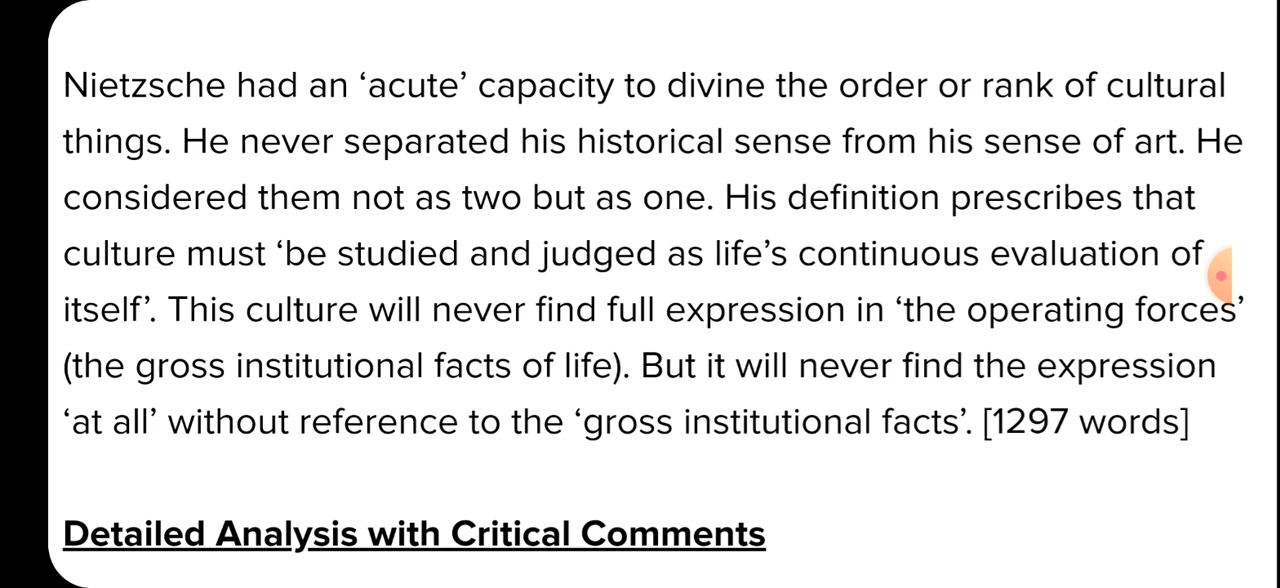 Nietzsche had an ‘acute’ capacity to divine the order or rank of cultural
things. He never separated his historical sense from his sense of art. He
considered them not as two but as one. His definition prescribes that
culture must ‘be studied and judged as life’s continuous evaluation of
itself’. This culture will never find full expression in ‘the operating forces’
(the gross institutional facts of life). But it will never find the expression
‘at all’ without reference to the ‘gross institutional facts’. [1297 words]
Detailed Analysis with Critical Comments